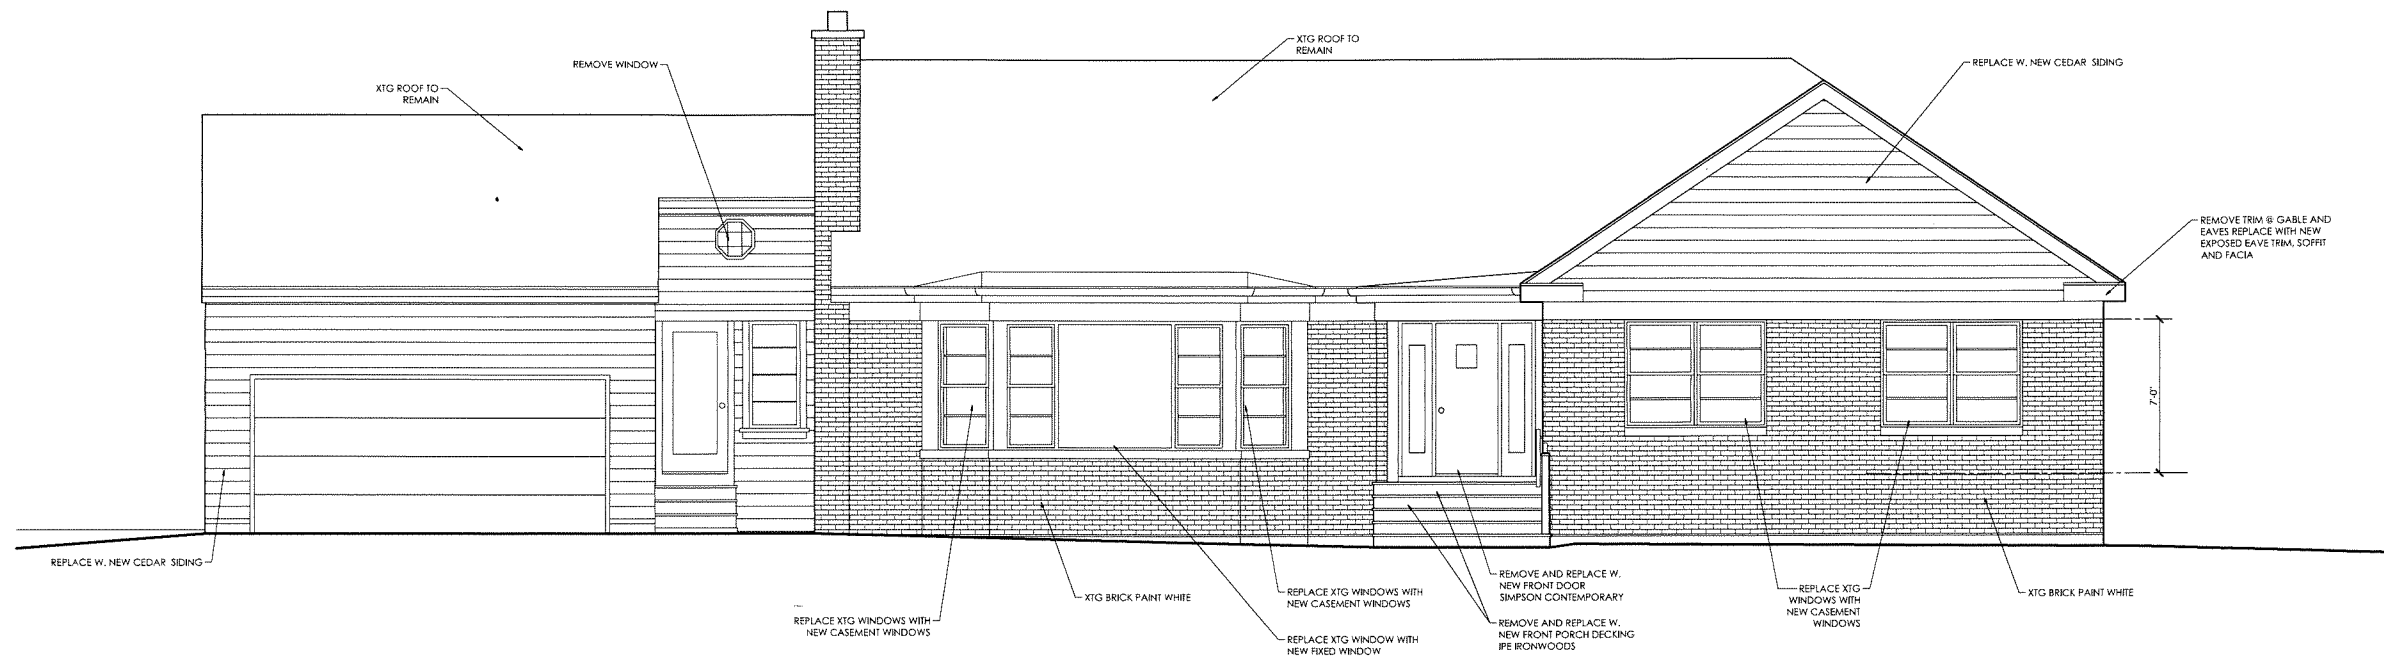 XTG ROOF TO
REMAIN
REMOVE WINDOW
XTG ROOF TO
REMAIN
REPLACE W. NEW CEDAR SIDING
REMOVE TRIM @ GABLE AND
EAVES REPLACE WITH NEW
EXPOSED EAVE TRIM, SOFFIT
AND FACIA
7'-0"
REPLACE W. NEW CEDAR SIDING
REPLACE XTG WINDOWS WITH
NEW CASEMENT WINDOWS
XTG BRICK PAINT WHITE
REPLACE XTG WINDOWS WITH
NEW CASEMENT WINDOWS
REPLACE XTG WINDOW WITH
NEW FIXED WINDOW
REMOVE AND REPLACE W.
NEW FRONT DOOR
SIMPSON CONTEMPORARY
REMOVE AND REPLACE W.
NEW FRONT PORCH DECKING
IPE IRONWOODS
REPLACE XTG
WINDOWS WITH
NEW CASEMENT
WINDOWS
XTG BRICK PAINT WHITE